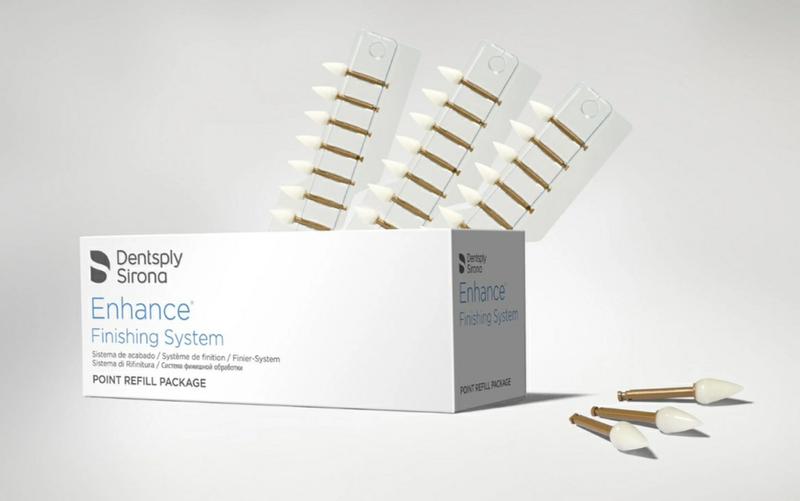 Dentsply
Sirona
Enhance®
Finishing System
Sistema de acabado / Système de finition / Finier-System
Sistema di Rifinitura / Система финишной обработки
POINT REFILL PACKAGE
Dentsply
Sirona
Enhance®
Finishing System
POINT REFILL PACKAGE